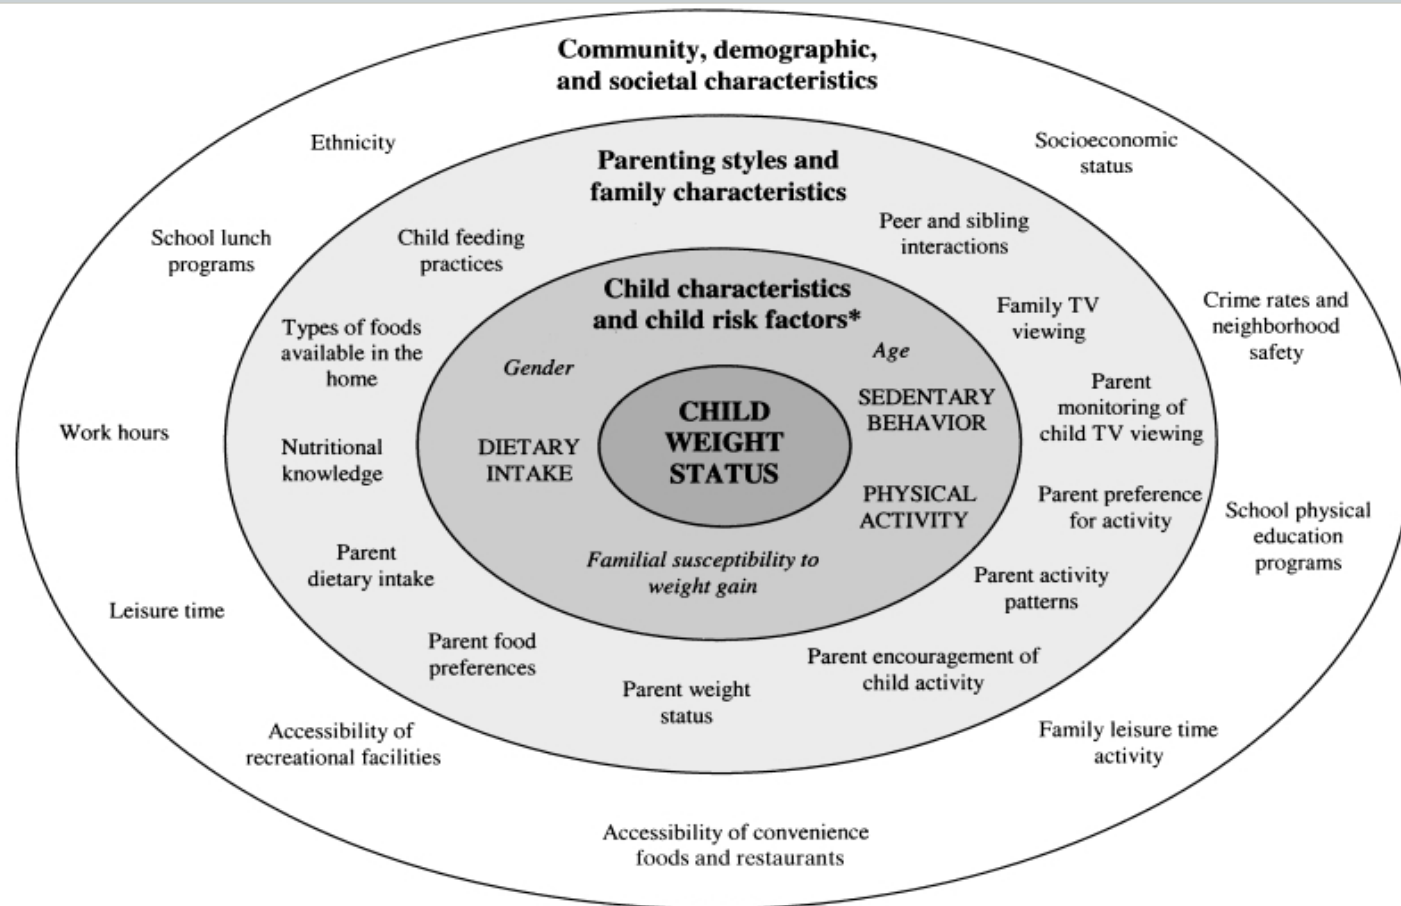 Community, demographic,
and societal characteristics
Ethnicity
Socioeconomic
status
Parenting styles and
family characteristics
School lunch
programs
Child feeding
practices
Peer and sibling
interactions
Child characteristics
and child risk factors*
Family TV
viewing
Crime rates and
neighborhood
safety
Types of foods
available in the
home
Gender
Age
Parent
monitoring of
child TV viewing
SEDENTARY
BEHAVIOR
CHILD
WEIGHT
STATUS
Work hours
Nutritional
knowledge
DIETARY
INTAKE
PHYSICAL
ACTIVITY
Parent preference
for activity
School physical
education
programs
Parent
dietary intake
Familial susceptibility to
weight gain
Parent activity
patterns
Leisure time
Parent food
preferences
Parent weight
status
Parent encouragement of
child activity
Accessibility of
recreational facilities
Family leisure time
activity
Accessibility of convenience
foods and restaurants